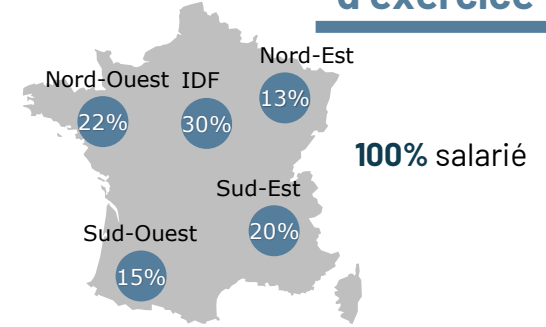 d'exercice
Nord-Est
Nord-Ouest IDF
13%
22%
30%
100% salarié
Sud-Est
20%
Sud-Ouest
15%